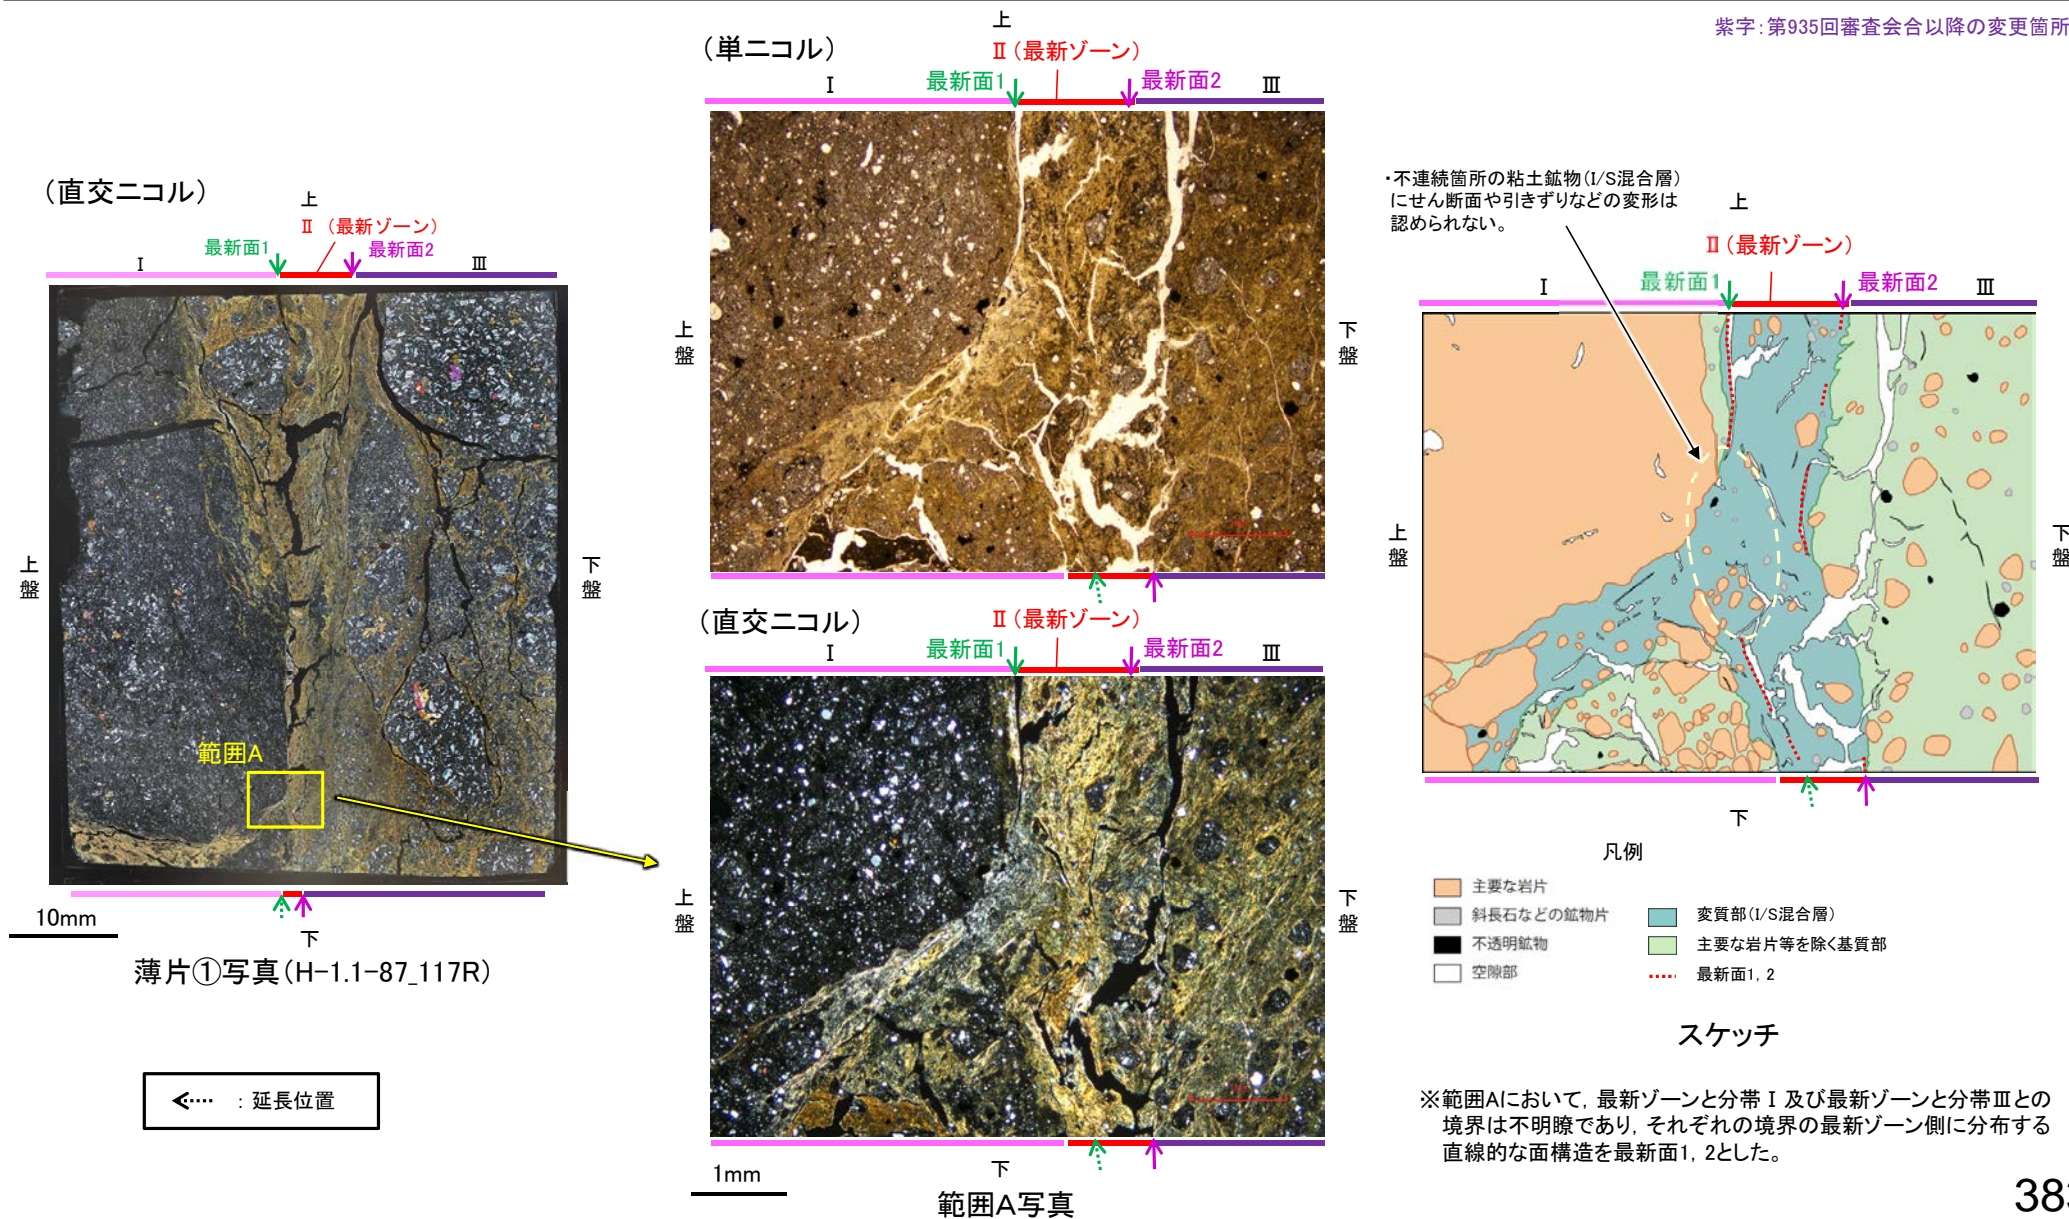 紫字：第935回審査会合以降の変更箇所
（直交ニコル）
上
Ⅱ （最新ゾーン）
最新面1
最新面2
Ⅰ
Ⅲ
上盤
下盤
範囲A
10mm
下
薄片①写真（H-1.1-87_117R）
：延長位置
（単ニコル）
上
Ⅱ（最新ゾーン）
最新面1
最新面2
Ⅰ
Ⅲ
上盤
下盤
（直交ニコル）
Ⅱ（最新ゾーン）
最新面1
最新面2
Ⅰ
Ⅲ
上盤
下盤
1mm
下
範囲A写真
・不連続箇所の粘土鉱物（I/S混合層）
にせん断面や引きずりなどの変形は
認められない。
上
Ⅱ（最新ゾーン）
最新面1
最新面2
Ⅰ
Ⅲ
上盤
下盤
下
凡例
主要な岩片
斜長石などの鉱物片
不透明鉱物
空隙部
変質部（I/S混合層）
主要な岩片等を除く基質部
最新面1，2
スケッチ
※範囲Aにおいて，最新ゾーンと分帯Ⅰ及び最新ゾーンと分帯Ⅲとの
境界は不明瞭であり，それぞれの境界の最新ゾーン側に分布する
直線的な面構造を最新面1，2とした。